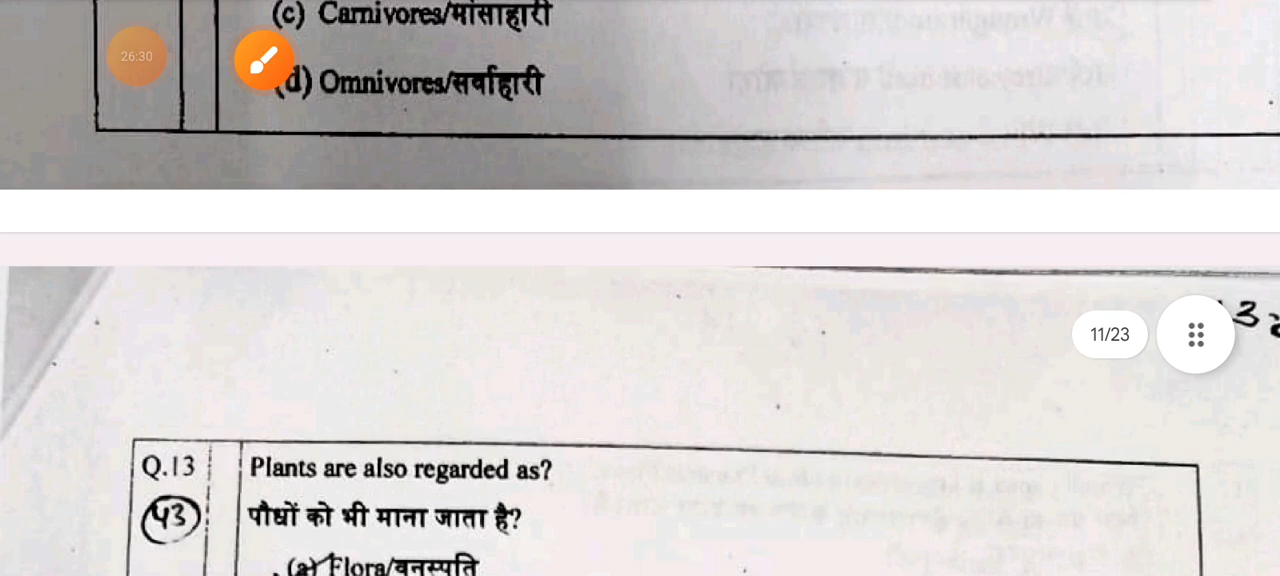 (c) Carnivores/मांसाहारी
26:30
(d) Omnivores/सर्वाहारी
11/23
Q.13 Plants are also regarded as?
43 पौधों को भी माना जाता है?
(a) Flora/वनस्पति